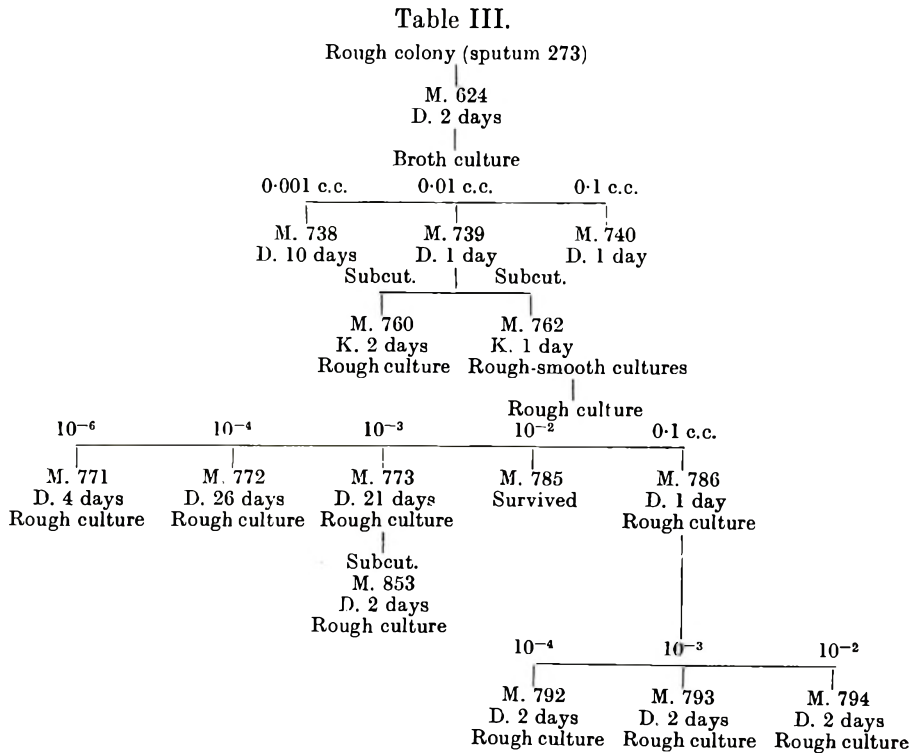 Table III.
Rough colony (sputum 273)
M. 624
D. 2 days
Broth culture
0·001 c.c. 0·01 c.c. 0·1 c.c.
M. 738 M. 739 M. 740
D. 10 days D. 1 day D. 1 day
Subcut. Subcut.
M. 760 M. 762
K. 2 days K. 1 day
Rough culture Rough-smooth cultures
Rough culture
10⁻⁶ 10⁻⁴ 10⁻³ 10⁻² 0·1 c.c.
M. 771 M. 772 M. 773 M. 785 M. 786
D. 4 days D. 26 days D. 21 days Survived D. 1 day
Rough culture Rough culture Rough culture Rough culture
Subcut.
M. 853
D. 2 days
Rough culture
10⁻⁴ 10⁻³ 10⁻²
M. 792 M. 793 M. 794
D. 2 days D. 2 days D. 2 days
Rough culture Rough culture Rough culture